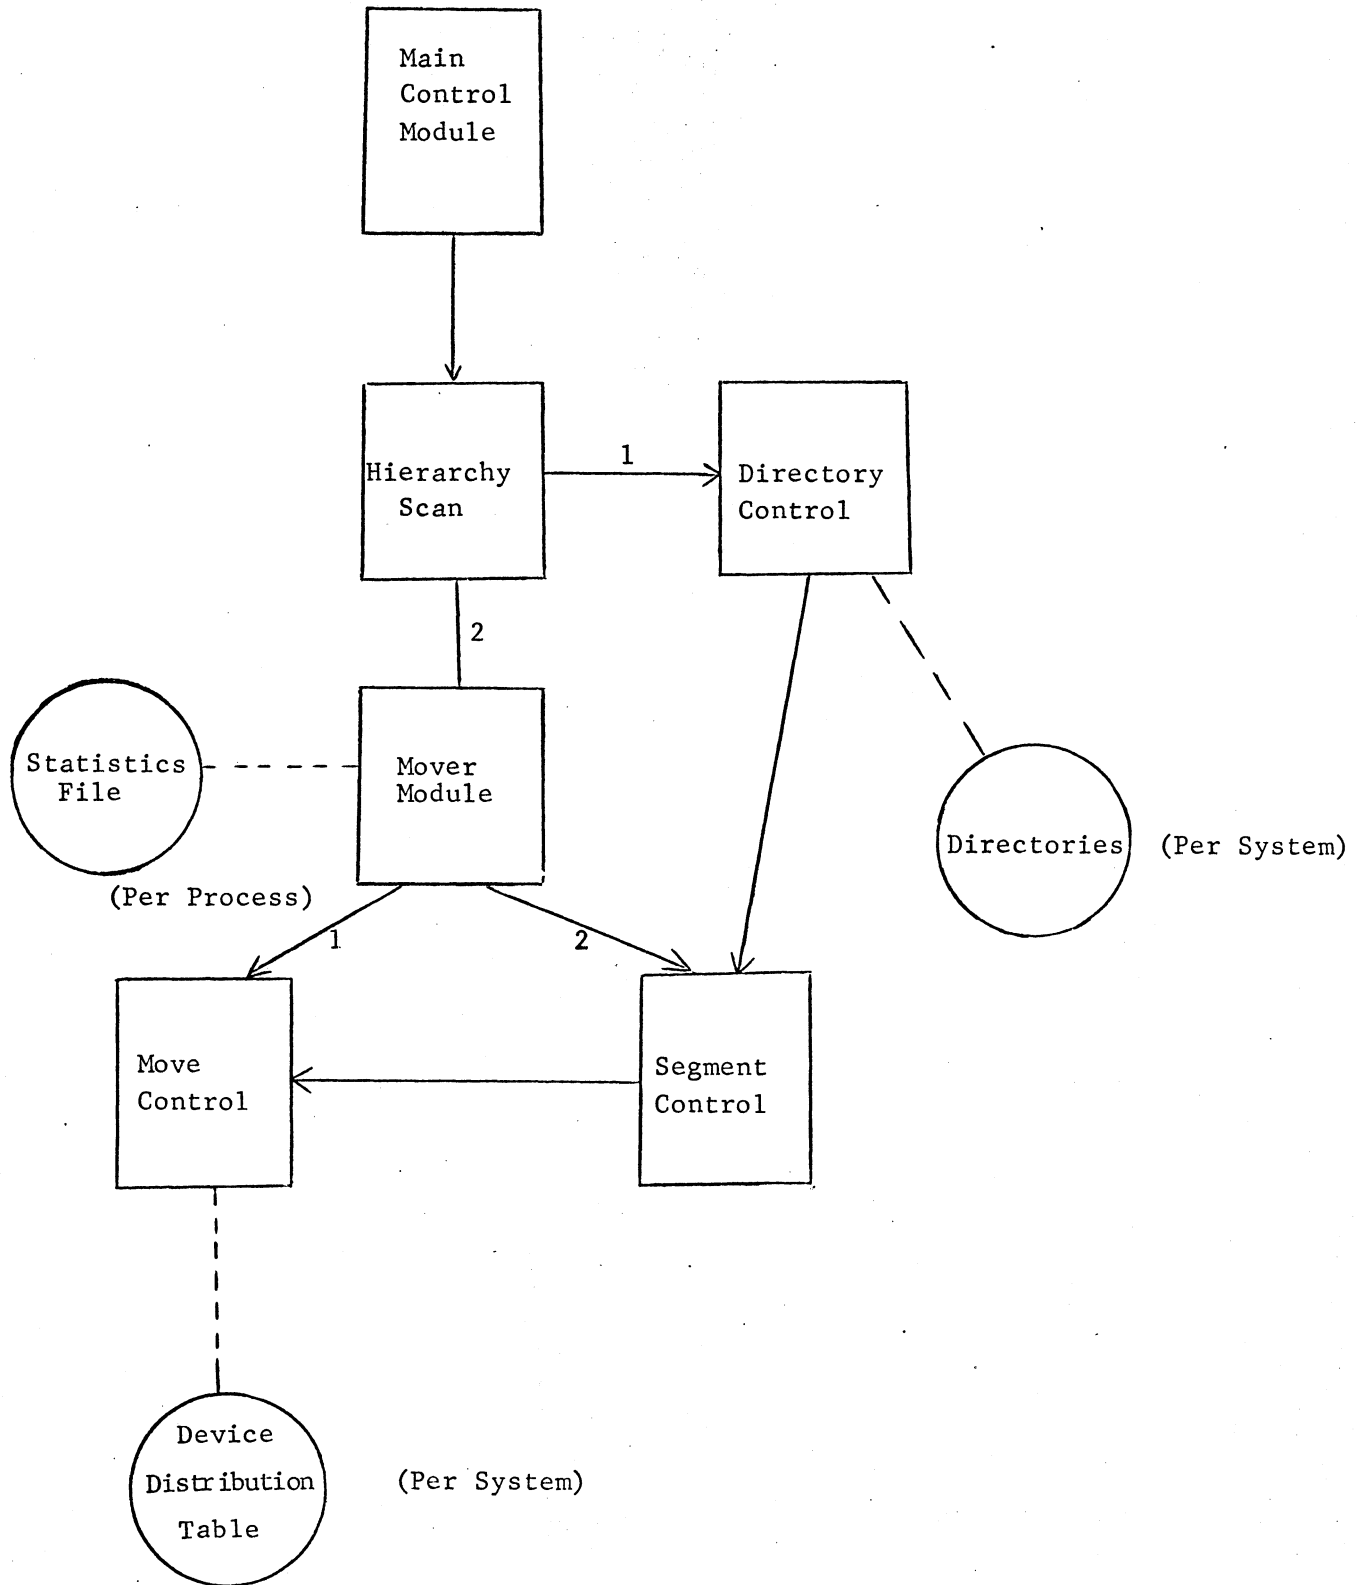 Main
Control
Module
1
Hierarchy
Scan
Directory
Control
2
Statistics
File
Mover
Module
Directories
(Per System)
(Per Process)
1
2
Move
Control
Segment
Control
Device
Distribution
Table
(Per System)